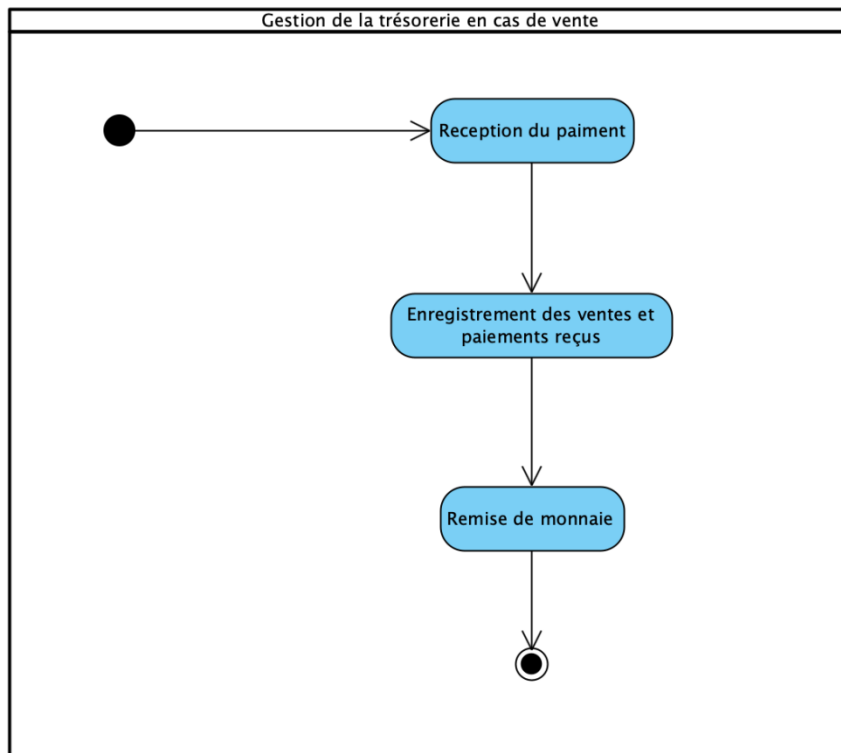 Gestion de la trésorerie en cas de vente
Reception du paiment
Enregistrement des ventes et
paiements reçus
Remise de monnaie